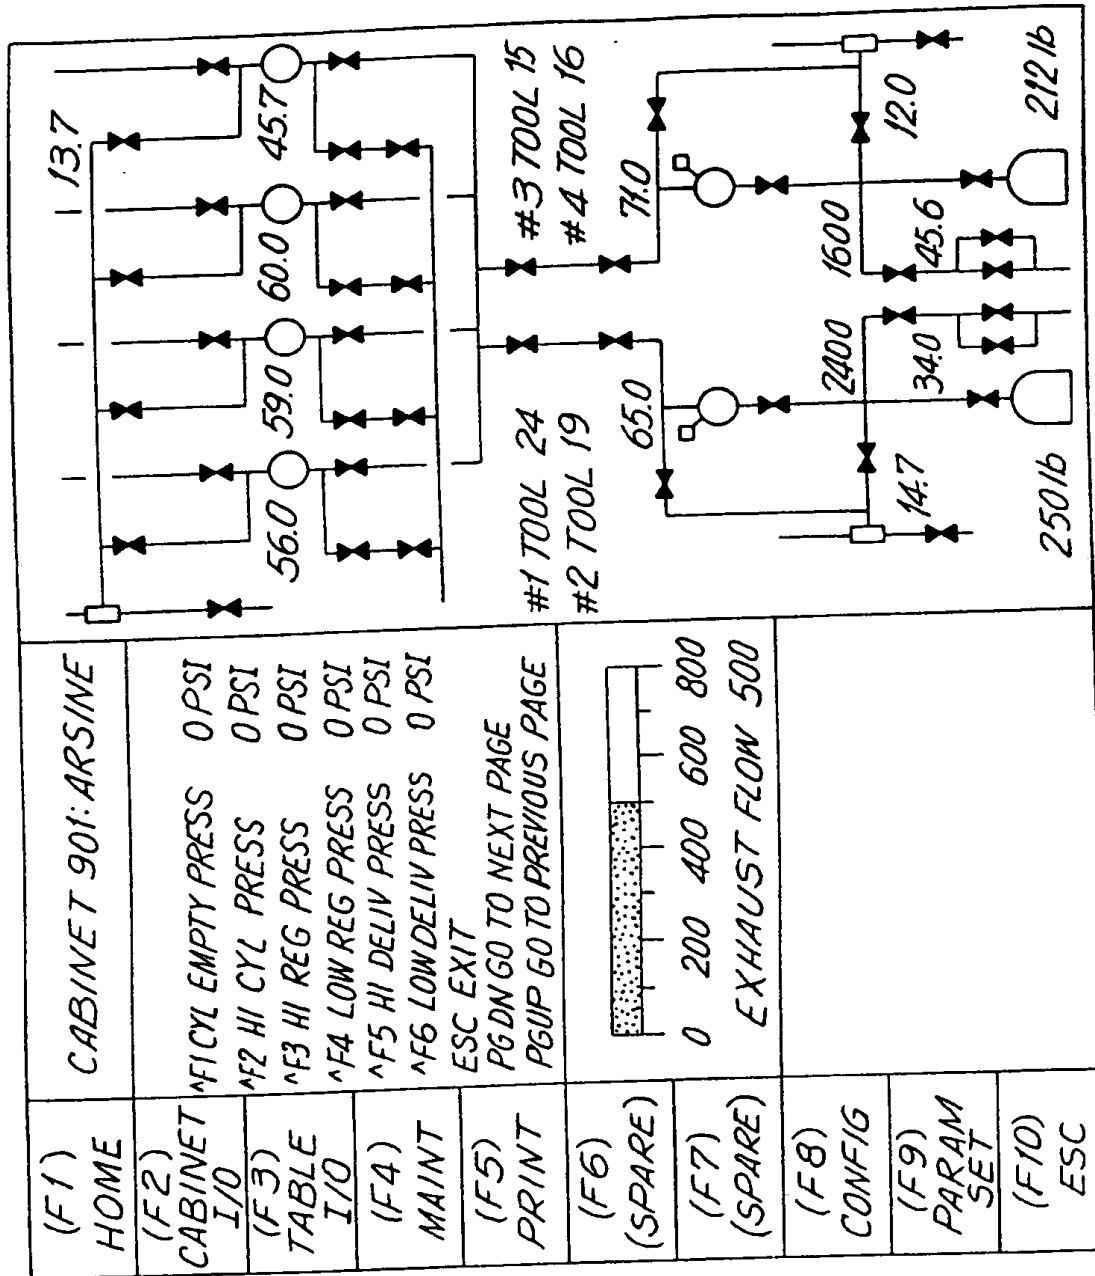 (F1)
HOME
(F2)
CABINET
I/O
(F3)
TABLE
I/O
(F4)
MAINT
(F5)
PRINT
(F6)
(SPARE)
(F7)
(SPARE)
(F8)
CONFIG
(F9)
PARAM
SET
(F10)
ESC
CABINET 901: ARSINE
^F1 CYL EMPTY PRESS 0 PSI
^F2 HI CYL PRESS 0 PSI
^F3 HI REG PRESS 0 PSI
^F4 LOW REG PRESS 0 PSI
^F5 HI DELIV PRESS 0 PSI
^F6 LOW DELIV PRESS 0 PSI
ESC EXIT
PG DN GO TO NEXT PAGE
PGUP GO TO PREVIOUS PAGE
0 200 400 600 800
EXHAUST FLOW 500
13.7
56.0 59.0 60.0 45.7
#1 TOOL 24 #3 TOOL 15
#2 TOOL 19 #4 TOOL 16
65.0 71.0
2400 1600
14.7 34.0 45.6 12.0
250 lb 212 lb